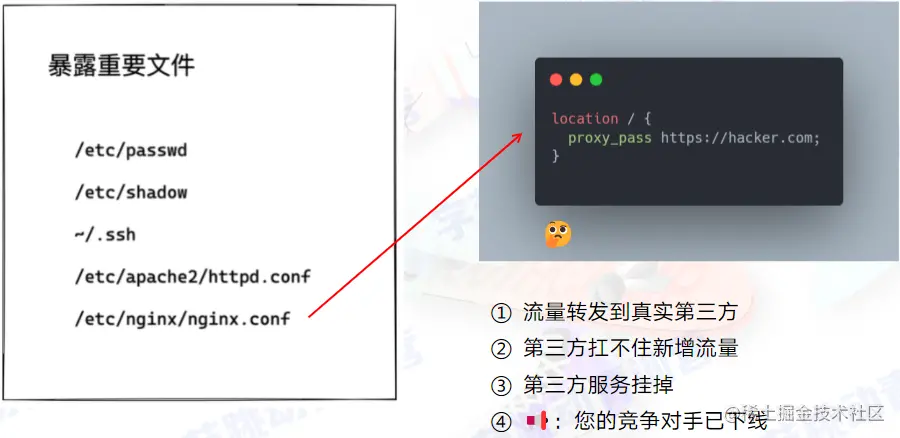 暴露重要文件
/etc/passwd
/etc/shadow
~/.ssh
/etc/apache2/httpd.conf
/etc/nginx/nginx.conf
location / {
proxy_pass https://hacker.com;
}
① 流量转发到真实第三方
② 第三方扛不住新增流量
③ 第三方服务挂掉
④ 📢：您的竞争对手已下线
@稀土掘金技术社区